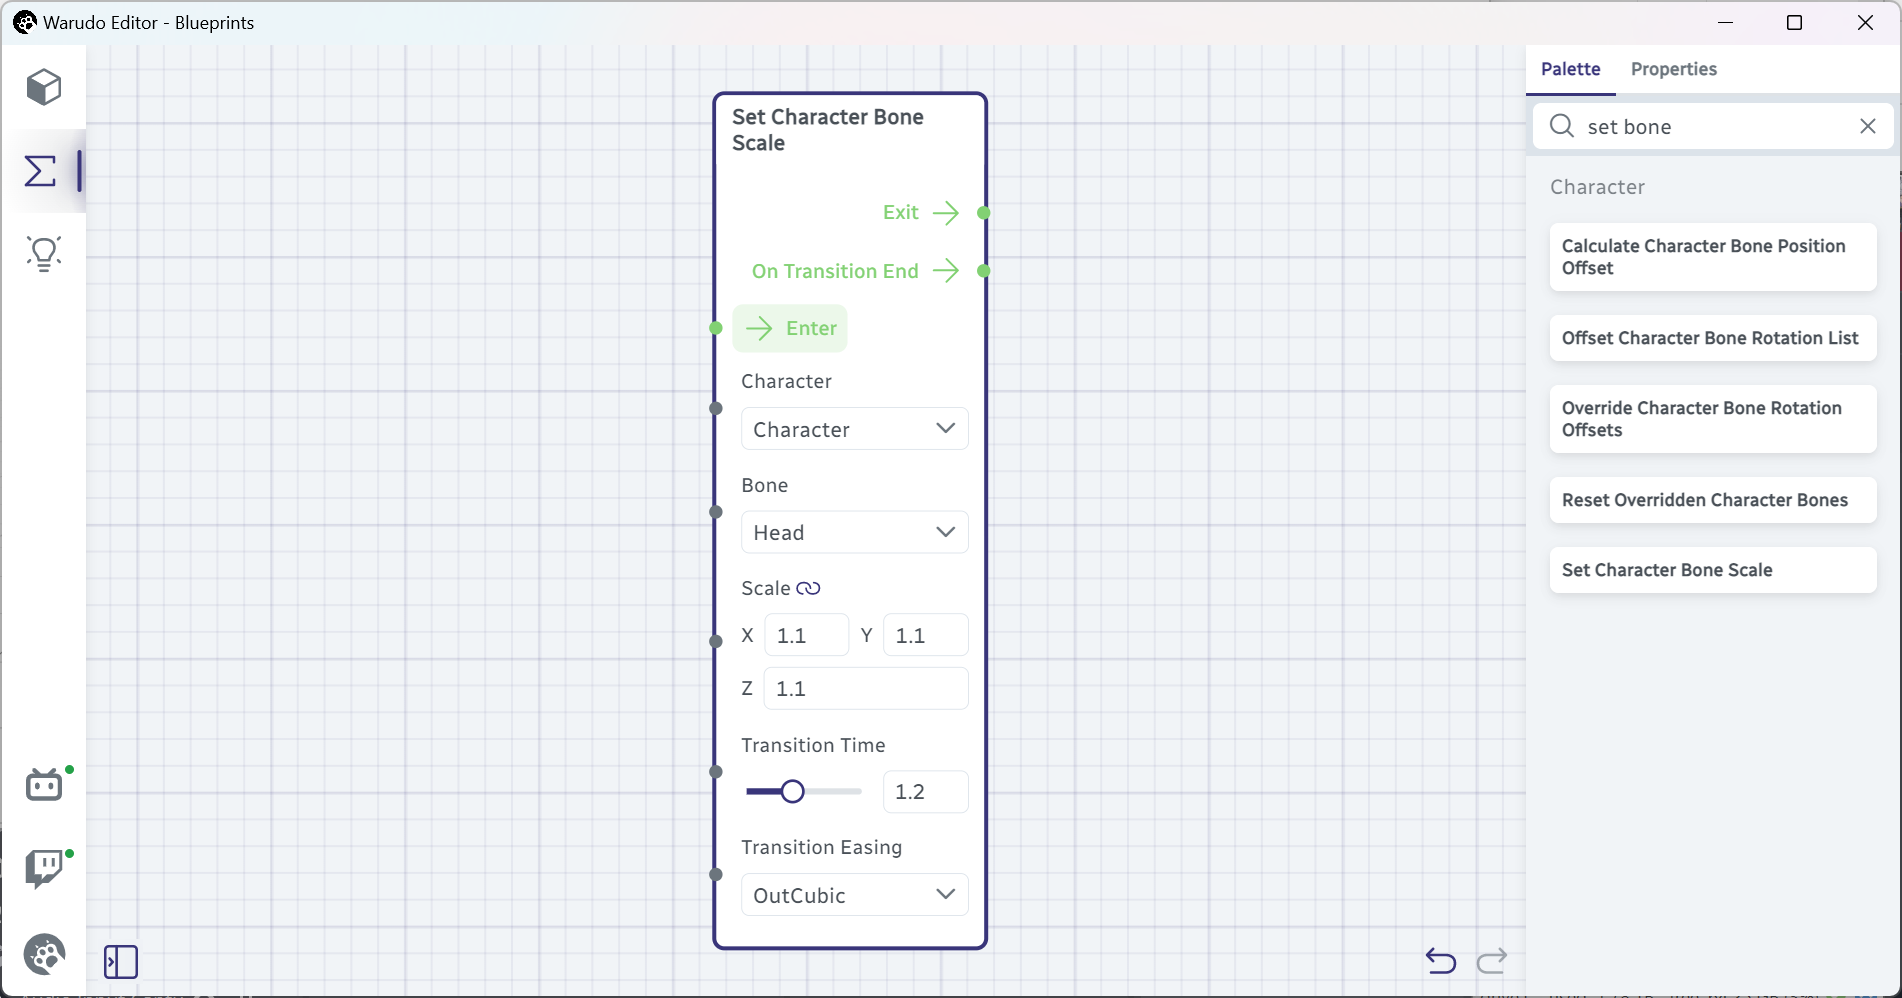 Warudo Editor - Blueprints
Set Character Bone
Scale
Exit
On Transition End
Enter
Character
Character
Bone
Head
Scale
X 1.1 Y 1.1
Z 1.1
Transition Time
1.2
Transition Easing
OutCubic
Palette Properties
set bone
Character
Calculate Character Bone Position
Offset
Offset Character Bone Rotation List
Override Character Bone Rotation
Offsets
Reset Overridden Character Bones
Set Character Bone Scale